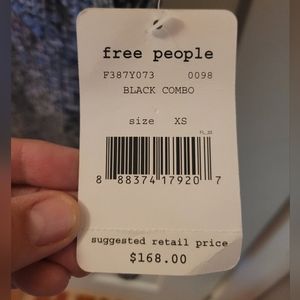 free people
F387Y073 0098
BLACK COMBO
size XS
8 88374 17920 7
suggested retail price
$168.00